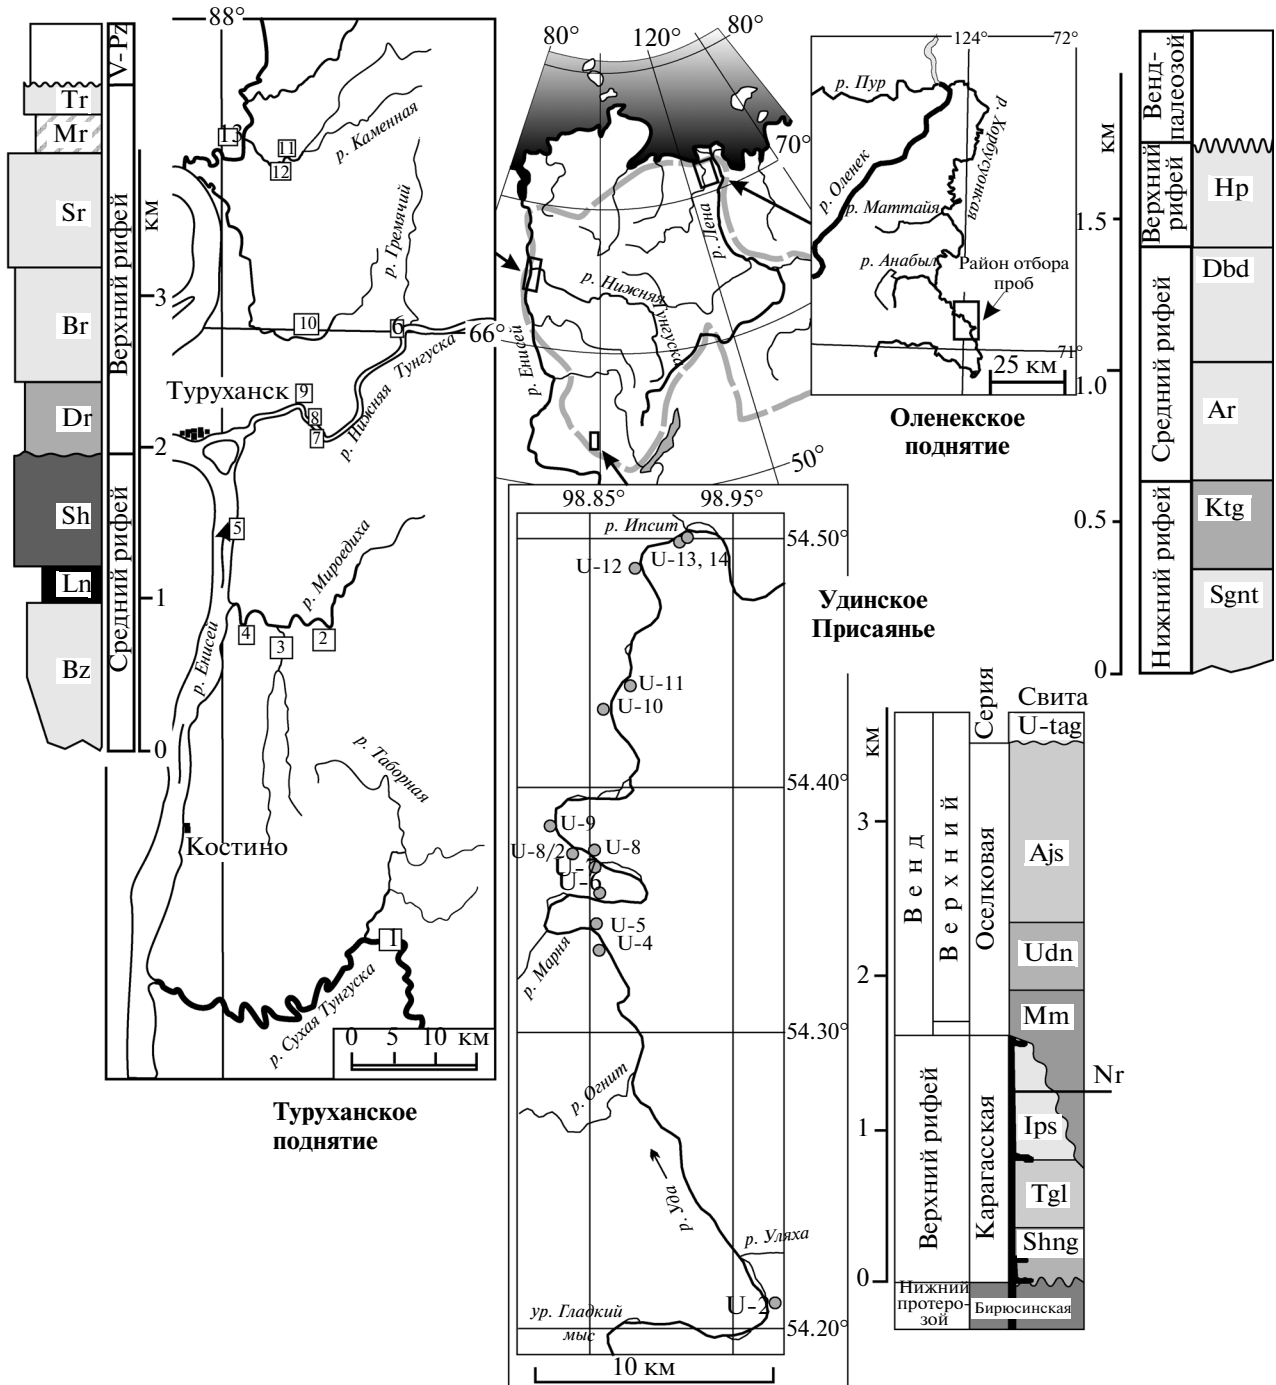 V-Pz
Tr
Mr
Sr
Br
Dr
Sh
Ln
Bz
Верхний рифей
Средний рифей
км
3
2
1
0
88°
13
11
12
р. Каменная
р. Гремячий
10
6
66°
Туруханск
9
8
7
р. Нижняя Тунгуска
5
р. Мироедиха
4
3
2
р. Енисей
р. Таборная
Костино
1
р. Сухая Тунгуска
0 5 10 км
Туруханское
поднятие
80°
120°
80°
70°
р. Лена
р. Нижняя Тунгуска
р. Енисей
50°
124°
72°
р. Пур
р. Хорбусуонкая
р. Оленек
р. Маттайя
р. Анабыл
Район отбора
проб
71°
25 км
Оленекское
поднятие
км
1.5
1.0
0.5
0
Венд-
палеозой
Верхний
рифей
Средний рифей
Нижний рифей
Hp
Dbd
Ar
Ktg
Sgnt
98.85°
98.95°
р. Ипсит
54.50°
U-13, 14
U-12
U-11
U-10
54.40°
U-9
U-8/2
U-8
U-7
U-6
U-5
U-4
р. Марня
54.30°
р. Огнит
р. Уда
р. Уляха
U-2
ур. Гладкий
мыс
54.20°
10 км
Удинское
Присаянье
Серия
Свита
км
3
2
1
0
Венд
Верхний
Оселковая
U-tag
Ajs
Udn
Mm
Nr
Верхний рифей
Карагасская
Ips
Tgl
Shng
Нижний
протеро-
зой
Бирюсинская